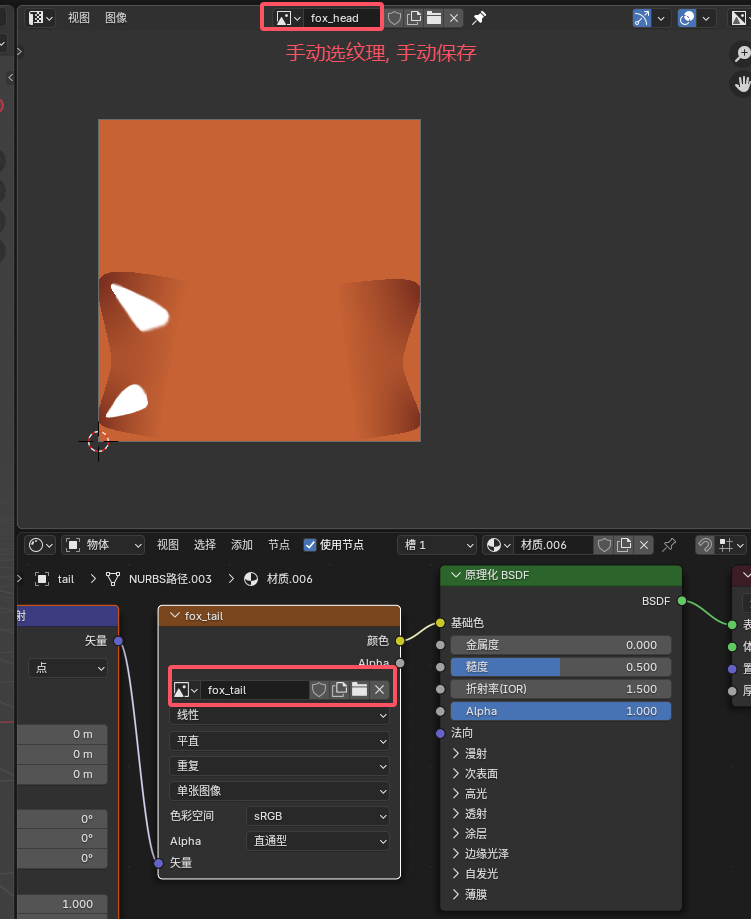 视图 图像 fox_head
手动选纹理, 手动保存
物体 视图 选择 添加 节点 使用节点 槽 1 材质.006
tail NURBS路径.003 材质.006
原理化 BSDF
射 fox_tail
BSDF
矢量 颜色 基础色
Alpha 金属度 0.000
点 糙度 0.500
fox_tail 折射率(IOR) 1.500
线性 Alpha 1.000
0 m 平直 法向
0 m 重复 漫射
0 m 单张图像 次表面
高光
0° 色彩空间 sRGB 透射
0° Alpha 直通型 涂层
0° 矢量 边缘光泽
自发光
1.000 薄膜